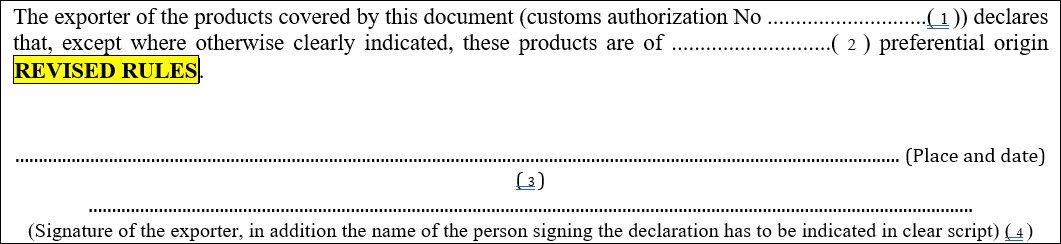 The exporter of the products covered by this document (customs authorization No ..............................( 1 )) declares
that, except where otherwise clearly indicated, these products are of ..............................( 2 ) preferential origin
REVISED RULES.
.................................................................................................................................................................................... (Place and date)
( 3 )
....................................................................................................................................................................................
(Signature of the exporter, in addition the name of the person signing the declaration has to be indicated in clear script) ( 4 )